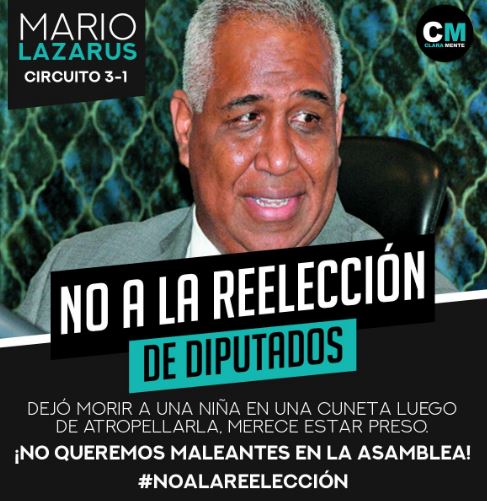 MARIO
LAZARUS
CIRCUITO 3-1
CM
CLARA MENTE
NO A LA REELECCIÓN
DE DIPUTADOS
DEJÓ MORIR A UNA NIÑA EN UNA CUNETA LUEGO
DE ATROPELLARLA, MERECE ESTAR PRESO.
¡NO QUEREMOS MALEANTES EN LA ASAMBLEA!
#NOALAREELECCIÓN